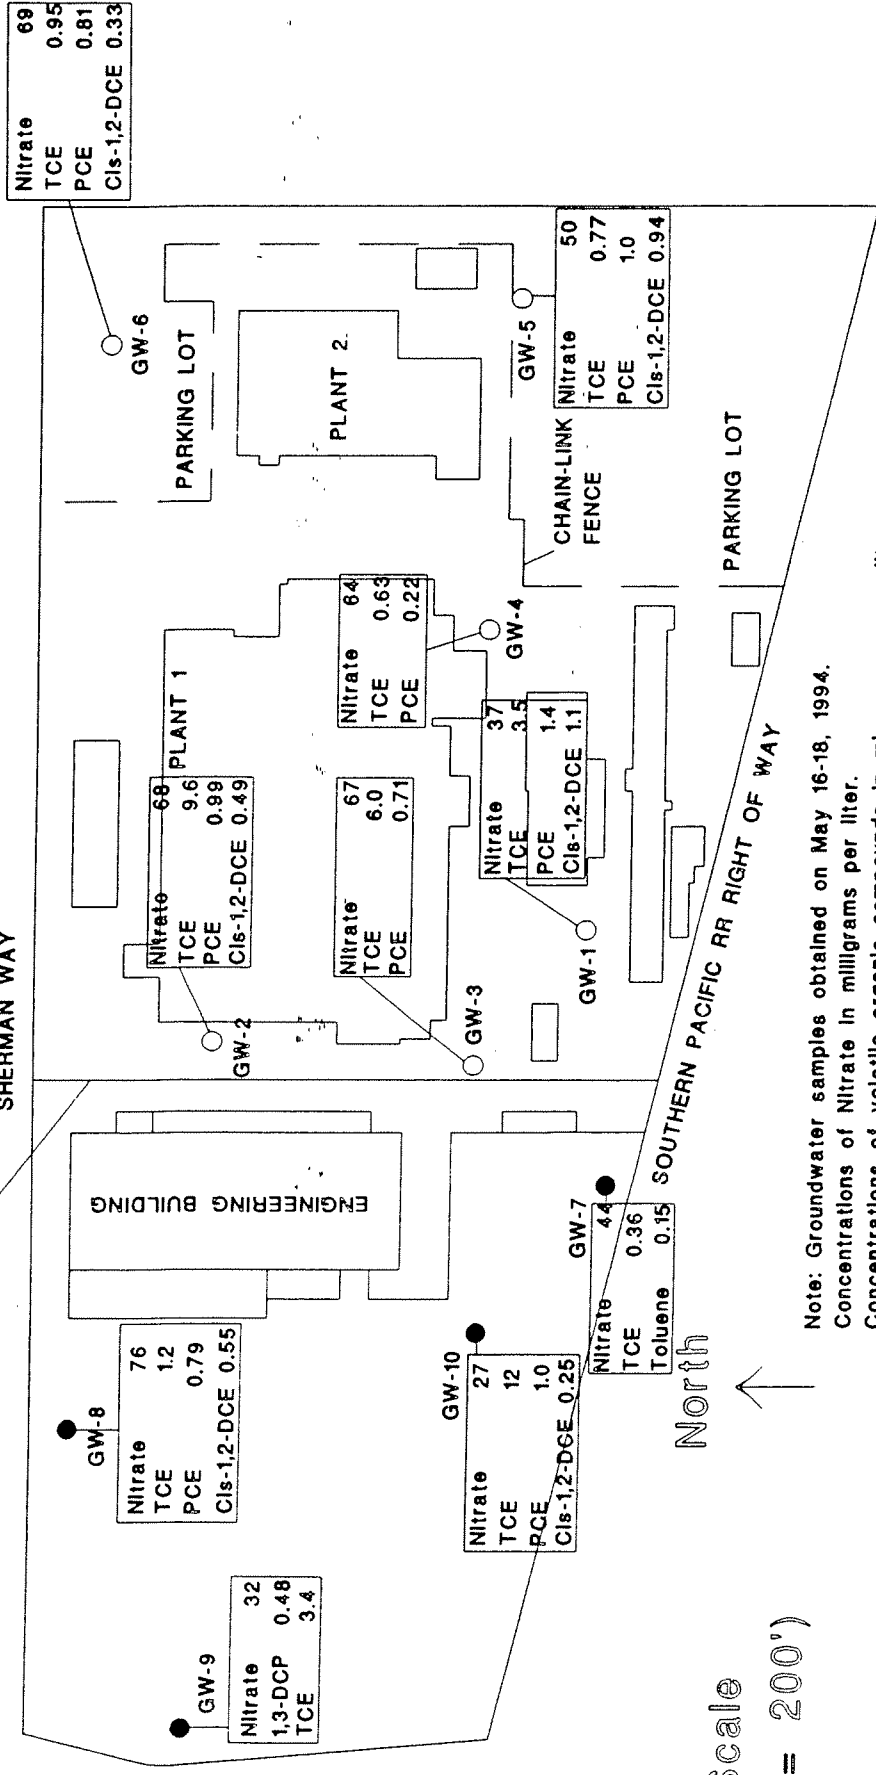 SHERMAN WAY
Nitrate 69
TCE 0.95
PCE 0.81
Cis-1,2-DCE 0.33
GW-6
PARKING LOT
PLANT 2
GW-5
Nitrate 50
TCE 0.77
PCE 1.0
Cis-1,2-DCE 0.94
CHAIN-LINK
FENCE
PARKING LOT
PLANT 1
Nitrate 64
TCE 0.63
PCE 0.22
GW-4
Nitrate 68
TCE 9.6
PCE 0.99
Cis-1,2-DCE 0.49
GW-2
Nitrate 67
TCE 6.0
PCE 0.71
GW-3
Nitrate 37
TCE 3.5
PCE 1.4
Cis-1,2-DCE 1.1
GW-1
ENGINEERING BUILDING
SOUTHERN PACIFIC RR RIGHT OF WAY
GW-7
Nitrate 44
TCE 0.36
Toluene 0.15
GW-8
Nitrate 76
TCE 1.2
PCE 0.79
Cis-1,2-DCE 0.55
GW-10
Nitrate 27
TCE 12
PCE 1.0
Cis-1,2-DCE 0.25
GW-9
Nitrate 32
1,3-DCP 0.48
TCE 3.4
North
Scale
= 200')
Note: Groundwater samples obtained on May 16-18, 1994.
Concentrations of Nitrate in milligrams per liter.
Concentrations of volatile organic compounds in